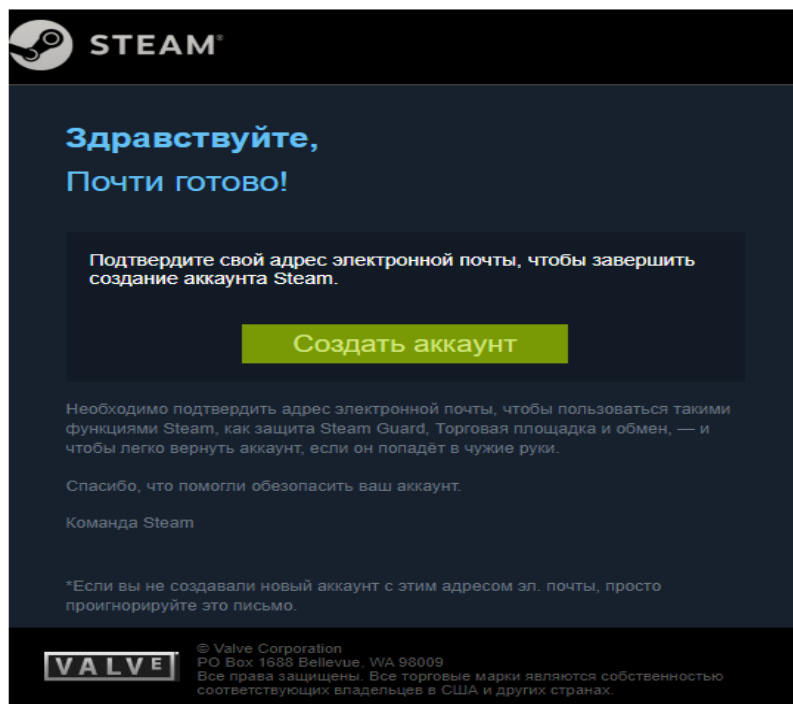 STEAM®
Здравствуйте,
Почти готово!
Подтвердите свой адрес электронной почты, чтобы завершить
создание аккаунта Steam.
Создать аккаунт
Необходимо подтвердить адрес электронной почты, чтобы пользоваться такими
функциями Steam, как защита Steam Guard, Торговая площадка и обмен, — и
чтобы легко вернуть аккаунт, если он попадёт в чужие руки.
Спасибо, что помогли обезопасить ваш аккаунт.
Команда Steam
*Если вы не создавали новый аккаунт с этим адресом эл. почты, просто
проигнорируйте это письмо.
VALVE
© Valve Corporation
PO Box 1688 Bellevue, WA 98009
Все права защищены. Все торговые марки являются собственностью
соответствующих владельцев в США и других странах.